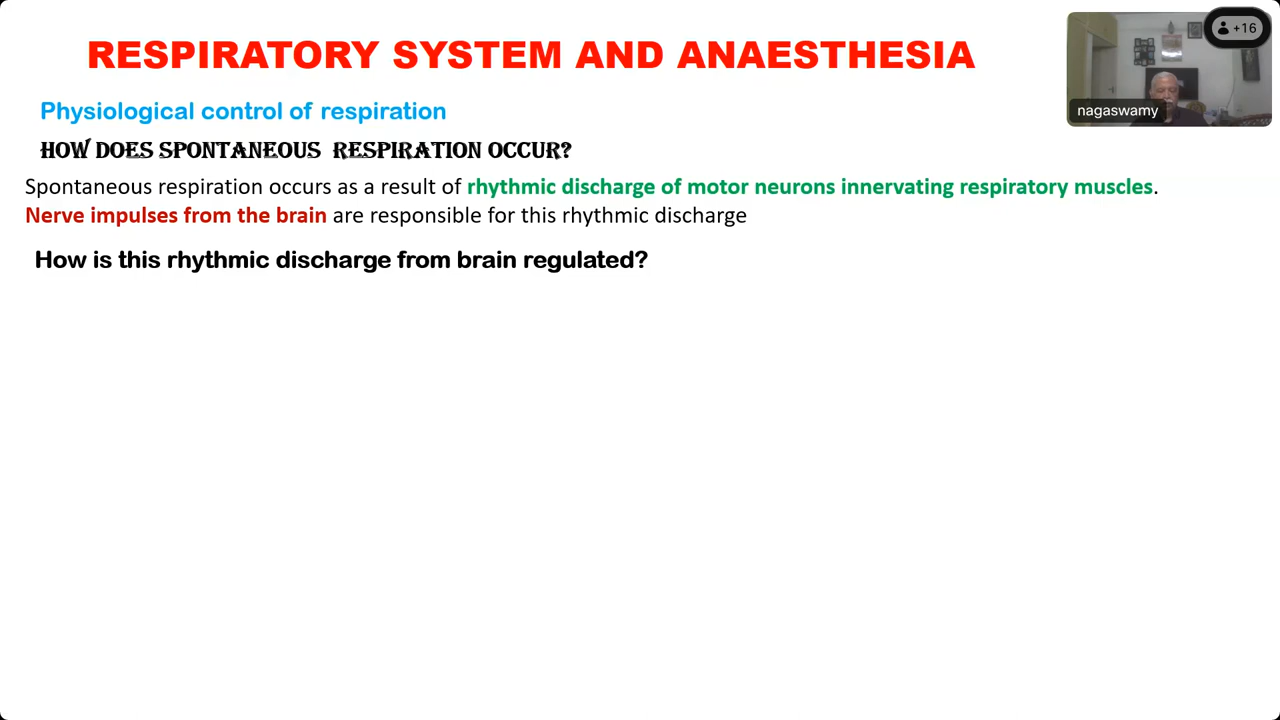 RESPIRATORY SYSTEM AND ANAESTHESIA
+16
nagaswamy
Physiological control of respiration
HOW DOES SPONTANEOUS RESPIRATION OCCUR?
Spontaneous respiration occurs as a result of rhythmic discharge of motor neurons innervating respiratory muscles.
Nerve impulses from the brain are responsible for this rhythmic discharge
How is this rhythmic discharge from brain regulated?